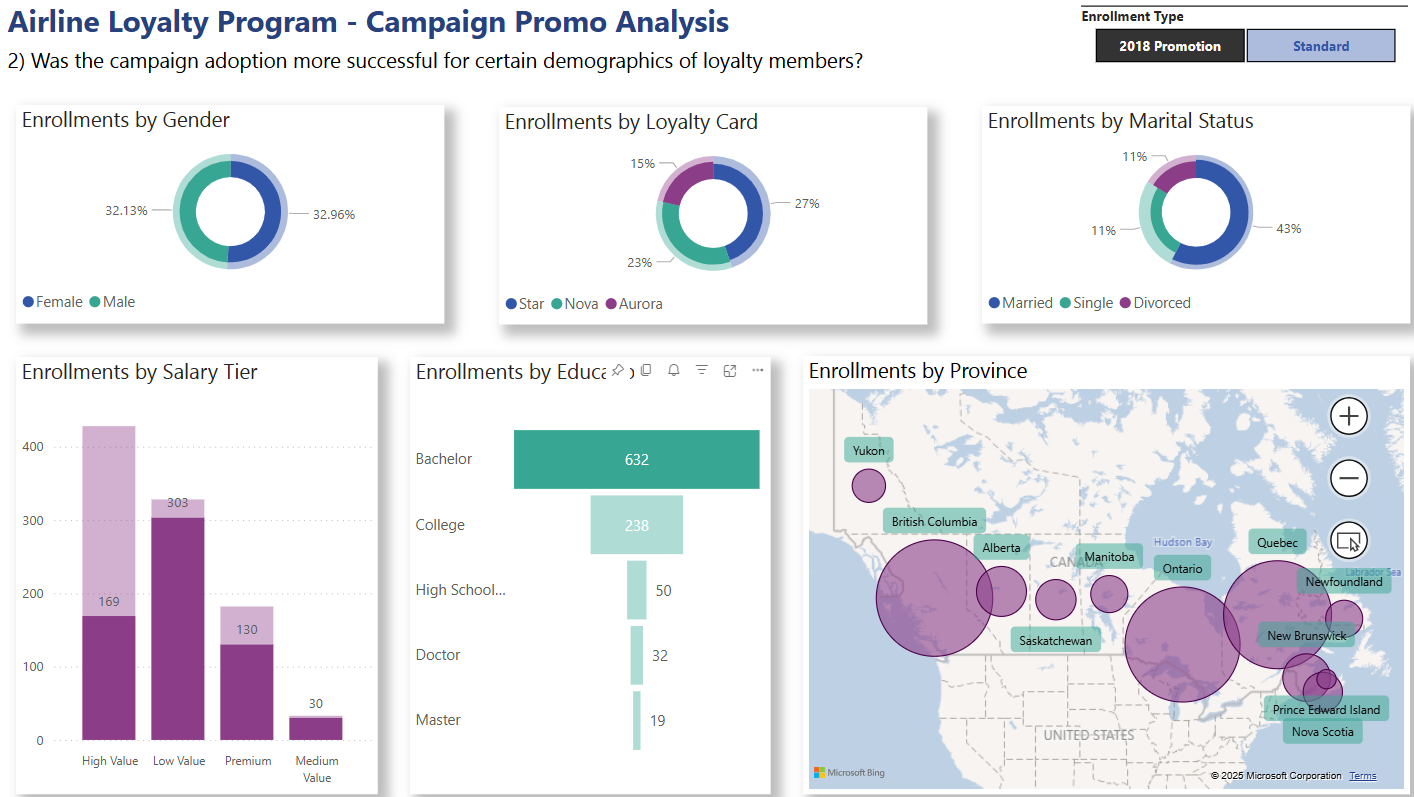 Airline Loyalty Program - Campaign Promo Analysis
Enrollment Type
2018 Promotion
Standard
2) Was the campaign adoption more successful for certain demographics of loyalty members?
Enrollments by Gender
32.13%
32.96%
Female
Male
Enrollments by Loyalty Card
15%
27%
23%
Star
Nova
Aurora
Enrollments by Marital Status
11%
43%
11%
Married
Single
Divorced
Enrollments by Salary Tier
400
300
200
100
0
303
169
130
30
High Value
Low Value
Premium
Medium
Value
Enrollments by Educa
Bachelor
632
College
238
High School...
50
Doctor
32
Master
19
Enrollments by Province
Yukon
British Columbia
Alberta
Manitoba
Hudson Bay
Ontario
Quebec
CANADA
Labrador Sea
Newfoundland
Saskatchewan
New Brunswick
Prince Edward Island
Nova Scotia
UNITED STATES
Microsoft Bing
© 2025 Microsoft Corporation Terms